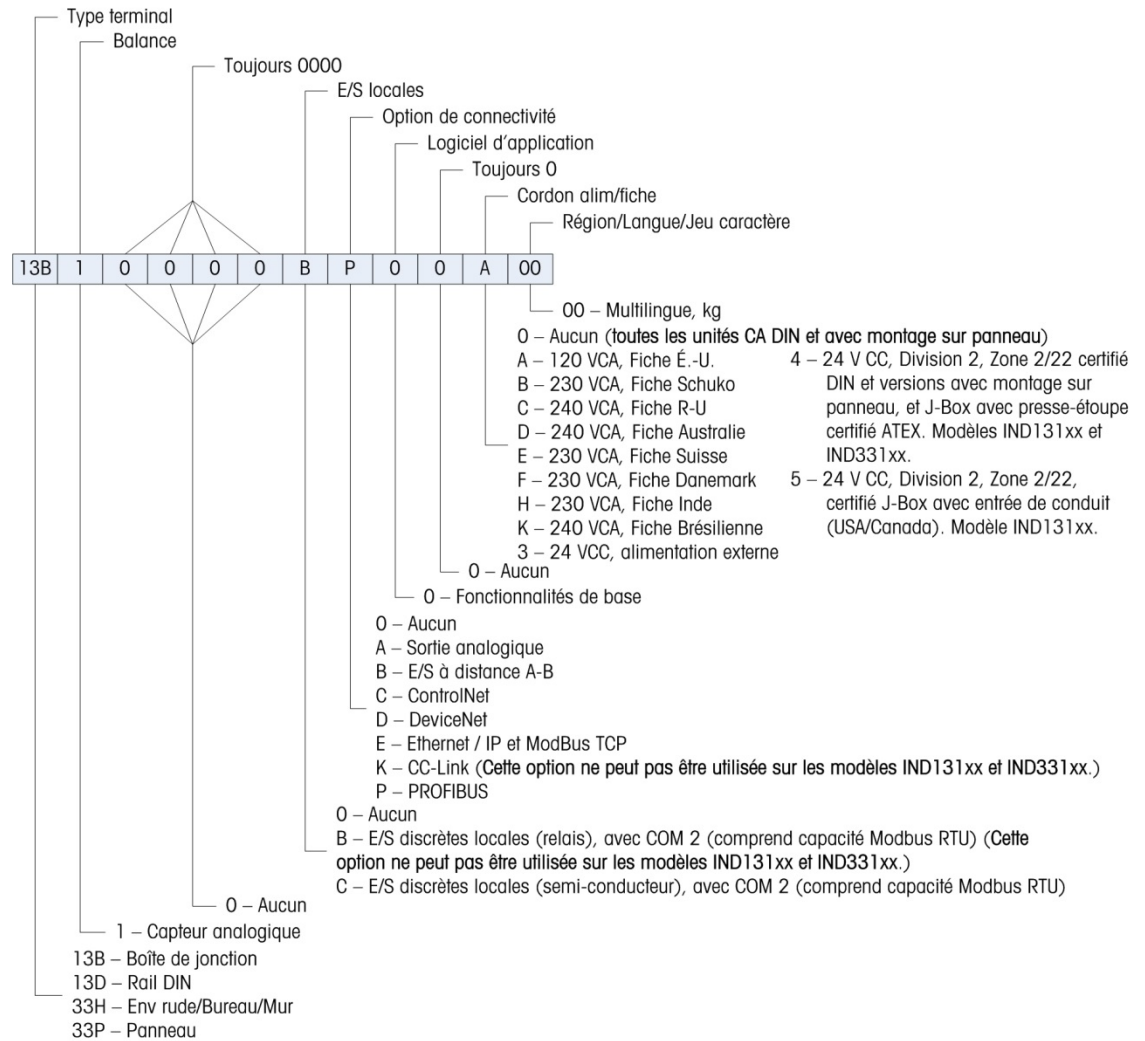 Type terminal
Balance
Toujours 0000
E/S locales
Option de connectivité
Logiciel d'application
Toujours 0
Cordon alim/fiche
Région/Langue/Jeu caractère
13B 1 0 0 0 0 B P 0 0 A 00
00 – Multilingue, kg
0 – Aucun (toutes les unités CA DIN et avec montage sur panneau)
A – 120 VCA, Fiche É.-U.
B – 230 VCA, Fiche Schuko
C – 240 VCA, Fiche R-U
D – 240 VCA, Fiche Australie
E – 230 VCA, Fiche Suisse
F – 230 VCA, Fiche Danemark
H – 230 VCA, Fiche Inde
K – 240 VCA, Fiche Brésilienne
3 – 24 VCC, alimentation externe
4 – 24 V CC, Division 2, Zone 2/22 certifié
DIN et versions avec montage sur
panneau, et J-Box avec presse-étoupe
certifié ATEX. Modèles IND131xx et
IND331xx.
5 – 24 V CC, Division 2, Zone 2/22,
certifié J-Box avec entrée de conduit
(USA/Canada). Modèle IND131xx.
0 – Aucun
0 – Fonctionnalités de base
0 – Aucun
A – Sortie analogique
B – E/S à distance A-B
C – ControlNet
D – DeviceNet
E – Ethernet / IP et ModBus TCP
K – CC-Link (Cette option ne peut pas être utilisée sur les modèles IND131xx et IND331xx.)
P – PROFIBUS
0 – Aucun
B – E/S discrètes locales (relais), avec COM 2 (comprend capacité Modbus RTU) (Cette
option ne peut pas être utilisée sur les modèles IND131xx et IND331xx.)
C – E/S discrètes locales (semi-conducteur), avec COM 2 (comprend capacité Modbus RTU)
0 – Aucun
1 – Capteur analogique
13B – Boîte de jonction
13D – Rail DIN
33H – Env rude/Bureau/Mur
33P – Panneau